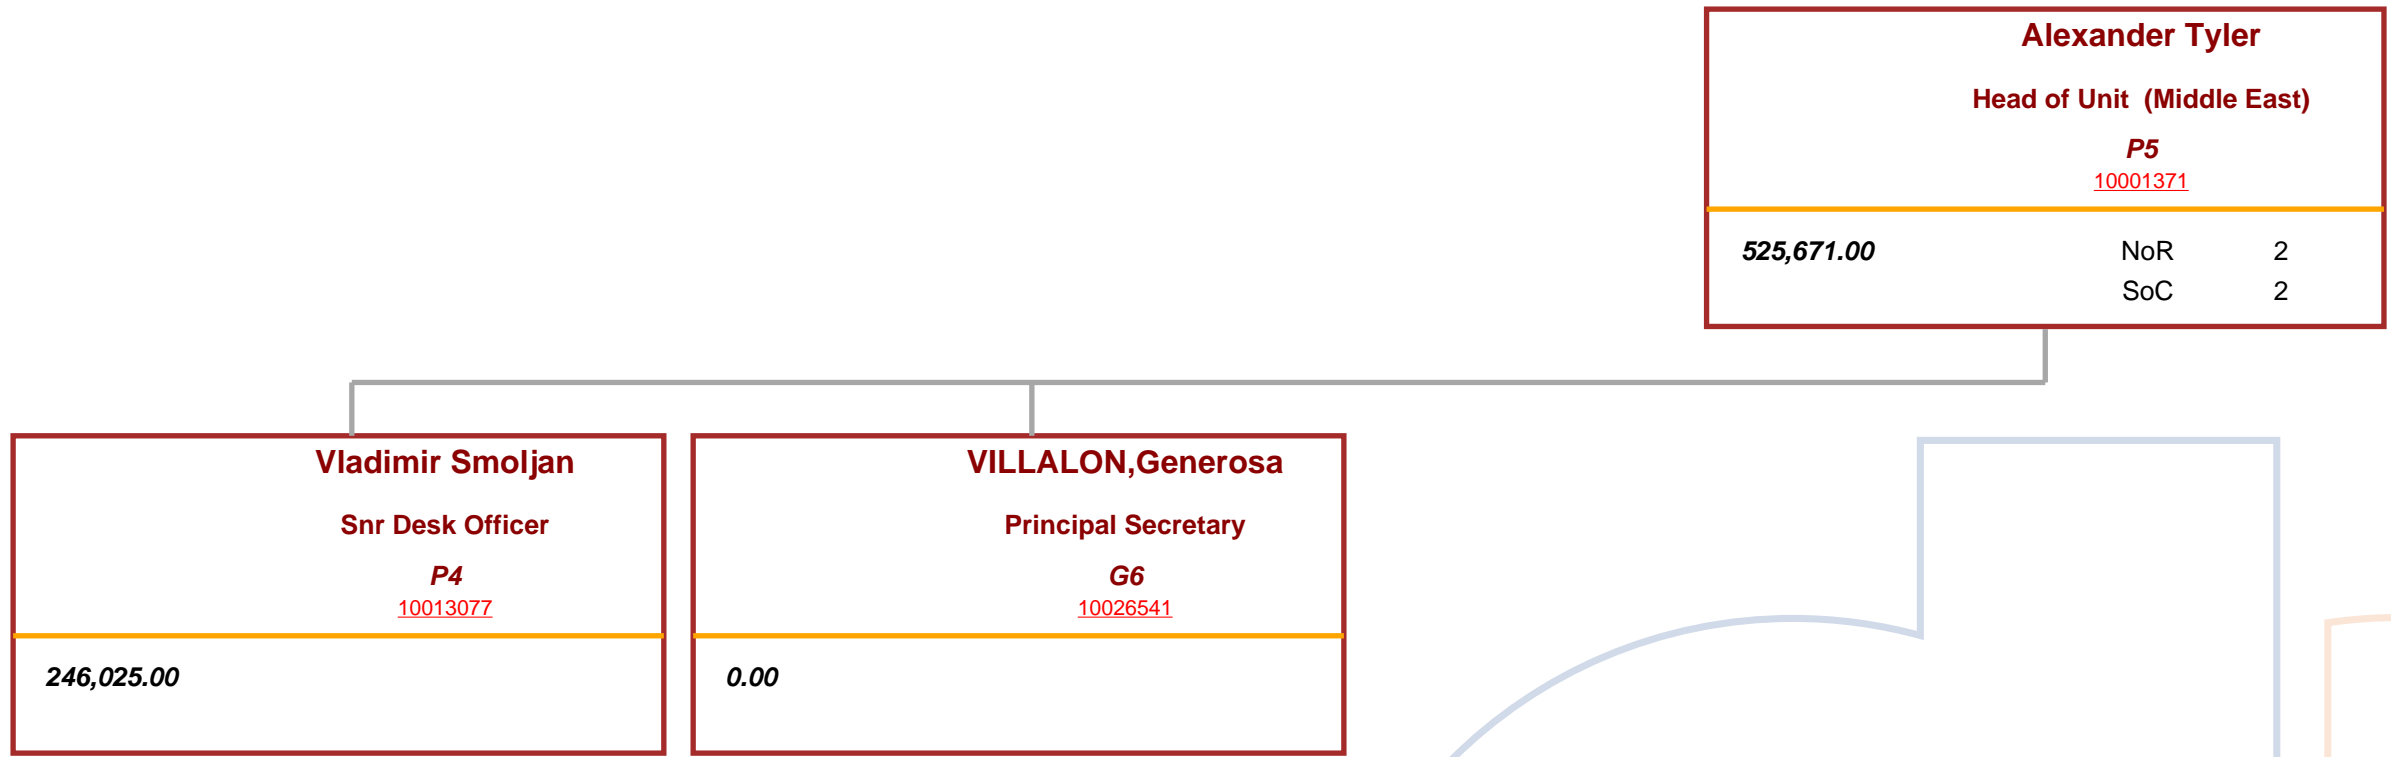 Alexander Tyler
Head of Unit  (Middle East)
P5
10001371
525,671.00 NoR 2
SoC 2
Vladimir Smoljan
Snr Desk Officer
P4
10013077
246,025.00
VILLALON,Generosa
Principal Secretary
G6
10026541
0.00